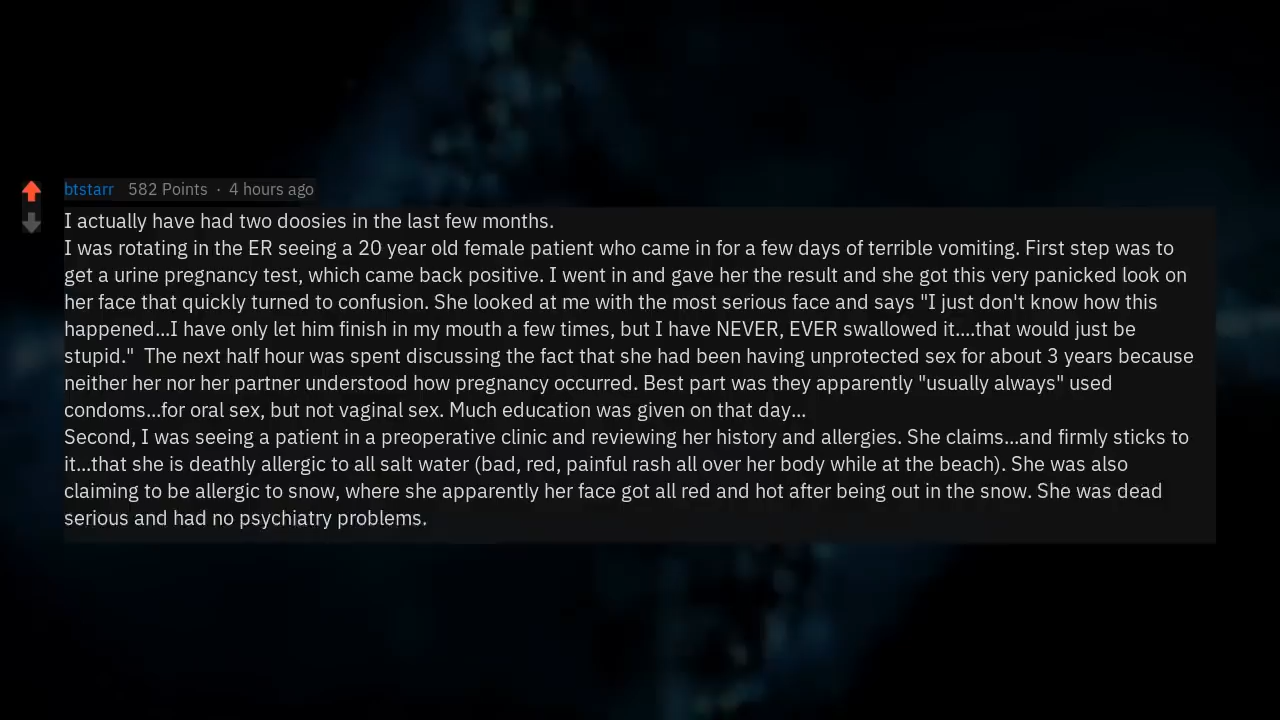 btstarr 582 Points · 4 hours ago
I actually have had two doosies in the last few months.
I was rotating in the ER seeing a 20 year old female patient who came in for a few days of terrible vomiting. First step was to
get a urine pregnancy test, which came back positive. I went in and gave her the result and she got this very panicked look on
her face that quickly turned to confusion. She looked at me with the most serious face and says "I just don't know how this
happened...I have only let him finish in my mouth a few times, but I have NEVER, EVER swallowed it....that would just be
stupid."  The next half hour was spent discussing the fact that she had been having unprotected sex for about 3 years because
neither her nor her partner understood how pregnancy occurred. Best part was they apparently "usually always" used
condoms...for oral sex, but not vaginal sex. Much education was given on that day...
Second, I was seeing a patient in a preoperative clinic and reviewing her history and allergies. She claims...and firmly sticks to
it...that she is deathly allergic to all salt water (bad, red, painful rash all over her body while at the beach). She was also
claiming to be allergic to snow, where she apparently her face got all red and hot after being out in the snow. She was dead
serious and had no psychiatry problems.